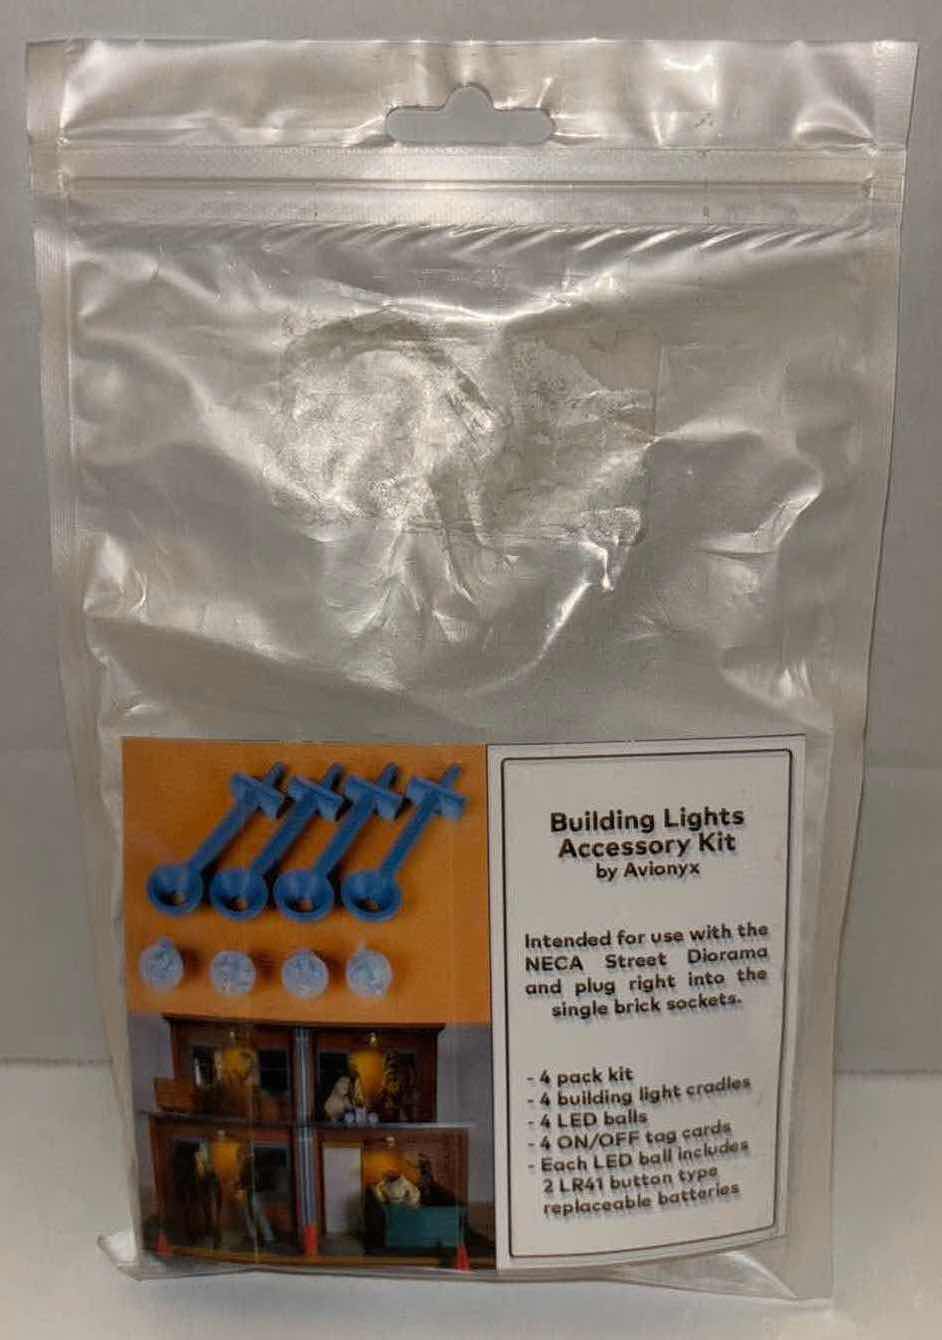 Building Lights
Accessory Kit
by Avionyx
Intended for use with the
NECA Street Diorama
and plug right into the
single brick sockets.
- 4 pack kit
- 4 building light cradles
- 4 LED balls
- 4 ON/OFF tag cards
- Each LED ball includes
2 LR41 button type
replaceable batteries